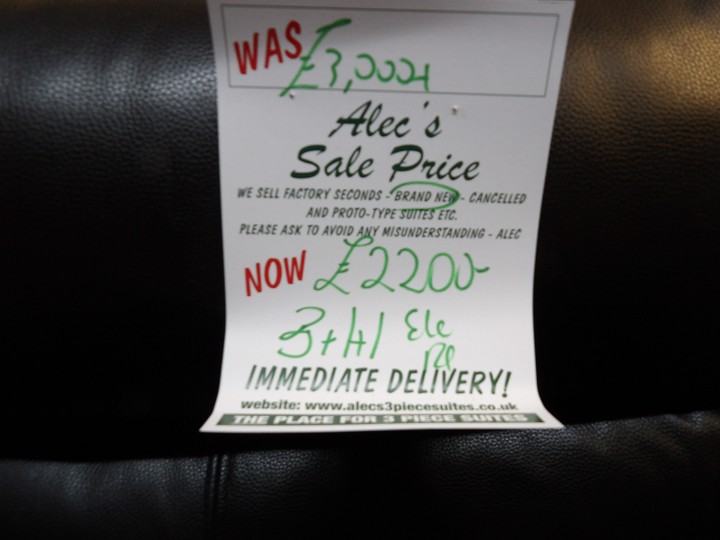 WAS £3,000+
Alec's
Sale Price
WE SELL FACTORY SECONDS - BRAND NEW - CANCELLED
AND PROTO-TYPE SUITES ETC.
PLEASE ASK TO AVOID ANY MISUNDERSTANDING - ALEC
NOW £2200
3+1+1 Ele
IMMEDIATE DELIVERY!
website: www.alecs3piecesuites.co.uk
THE PLACE FOR 3 PIECE SUITES